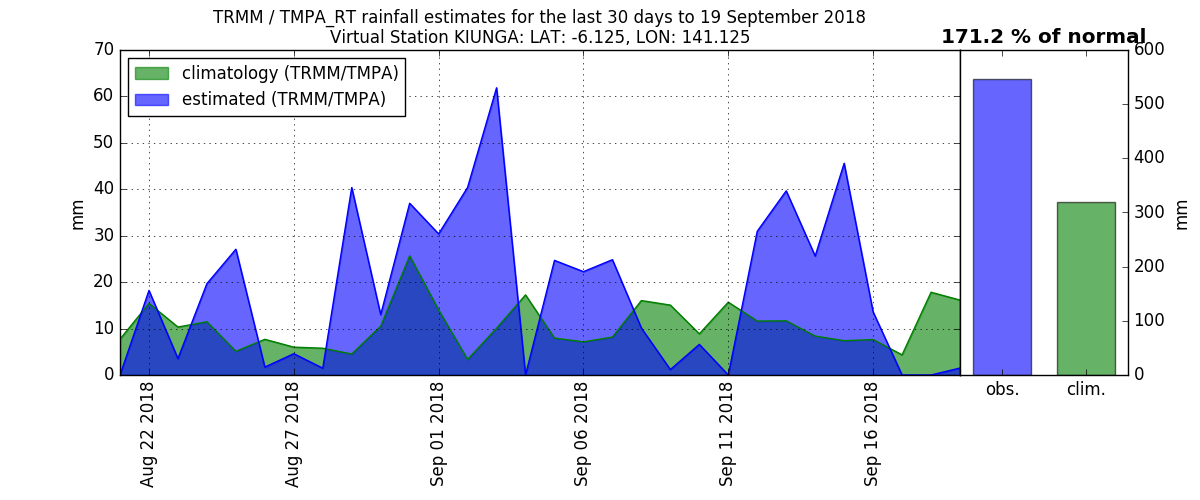 TRMM / TMPA_RT rainfall estimates for the last 30 days to 19 September 2018
Virtual Station KIUNGA: LAT: -6.125, LON: 141.125
171.2 % of normal
climatology (TRMM/TMPA)
estimated (TRMM/TMPA)
70
60
50
40
30
20
10
0
mm
Aug 22 2018
Aug 27 2018
Sep 01 2018
Sep 06 2018
Sep 11 2018
Sep 16 2018
600
500
400
300
200
100
0
mm
obs.
clim.